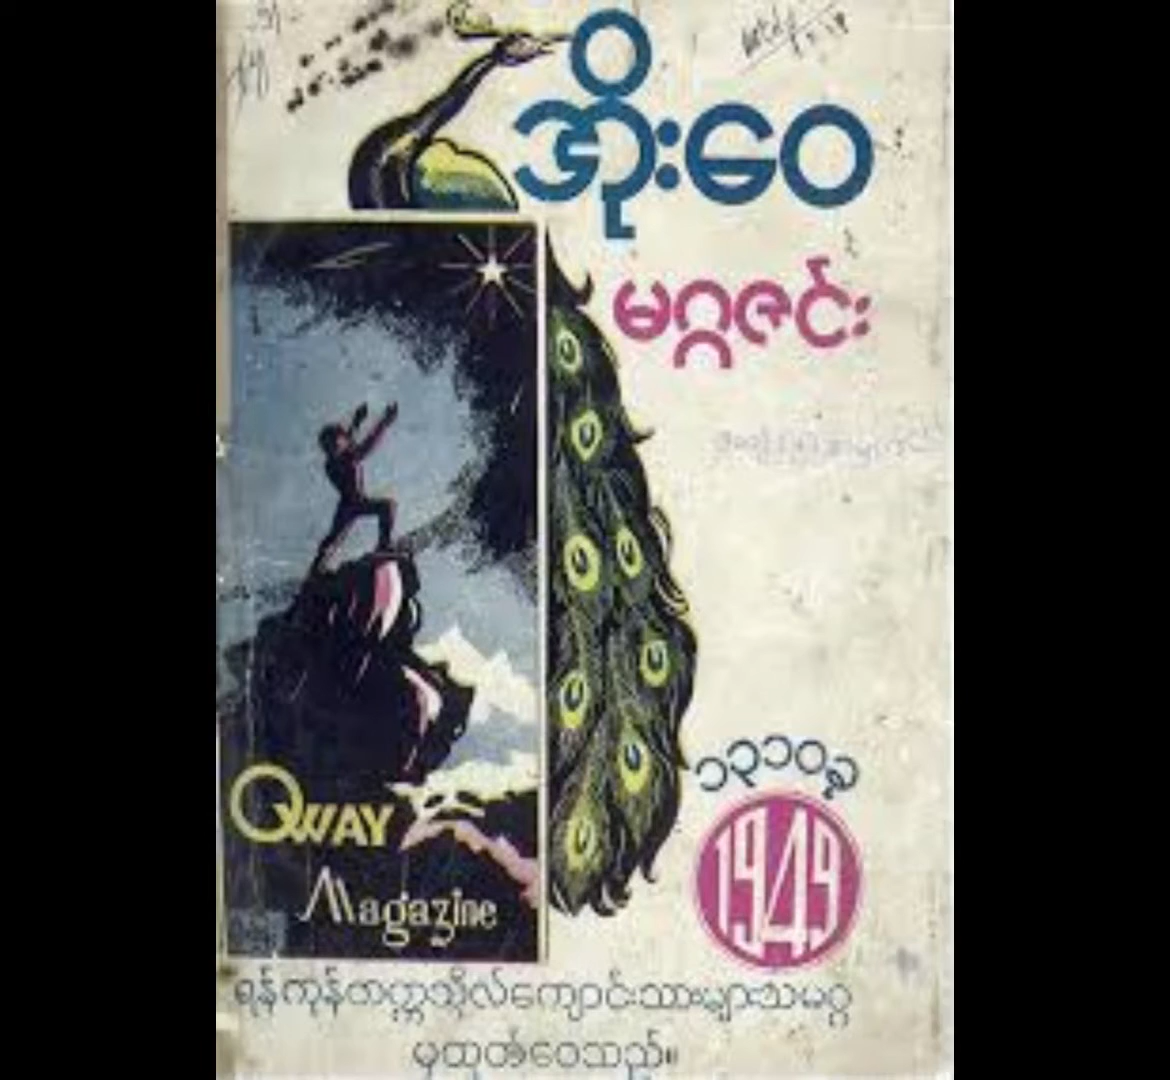 အိုးဝေ
မဂ္ဂဇင်း
၁၃၁၀ခု
1949
QWAY
Magazine
ရန်ကုန်တက္ကသိုလ်ကျောင်းသားများသမဂ္ဂ
မှထုတ်ဝေသည်။